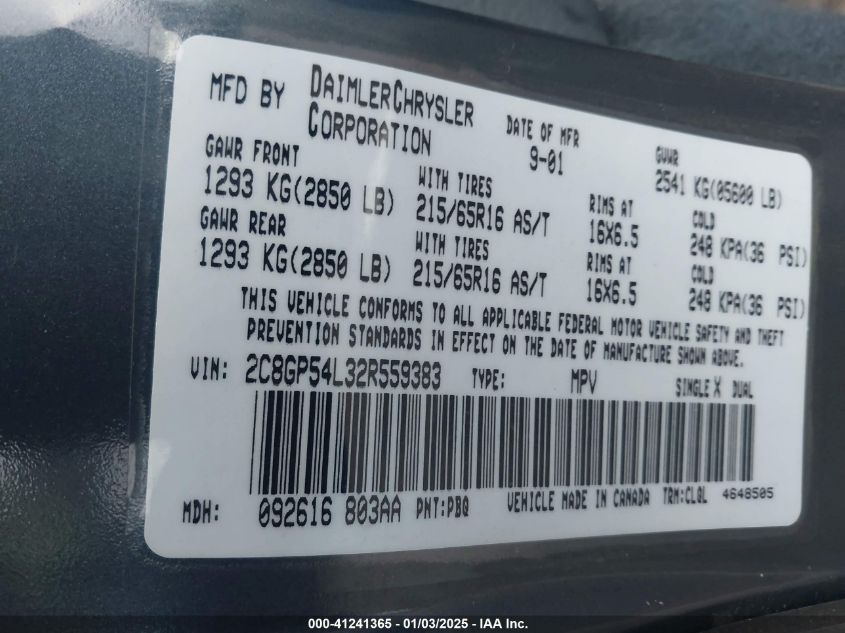 MFD BY DAIMLERCHRYSLER CORPORATION DATE OF MFR 9-01 GVWR 2541 KG(05600 LB)
GAWR FRONT WITH TIRES RIMS AT COLD
1293 KG(2850 LB) 215/65R16 AS/T 16X6.5 248 KPA(36 PSI)
GAWR REAR WITH TIRES RIMS AT COLD
1293 KG(2850 LB) 215/65R16 AS/T 16X6.5 248 KPA(36 PSI)
THIS VEHICLE CONFORMS TO ALL APPLICABLE FEDERAL MOTOR VEHICLE SAFETY AND THEFT
PREVENTION STANDARDS IN EFFECT ON THE DATE OF MANUFACTURE SHOWN ABOVE.
VIN: 2C8GP54L32R559383 TYPE: MPV SINGLE X DUAL
MDH: 092616 803AA PNT:PBQ VEHICLE MADE IN CANADA TRM:CLQL 4648505
000-41241365 - 01/03/2025 - IAA Inc.